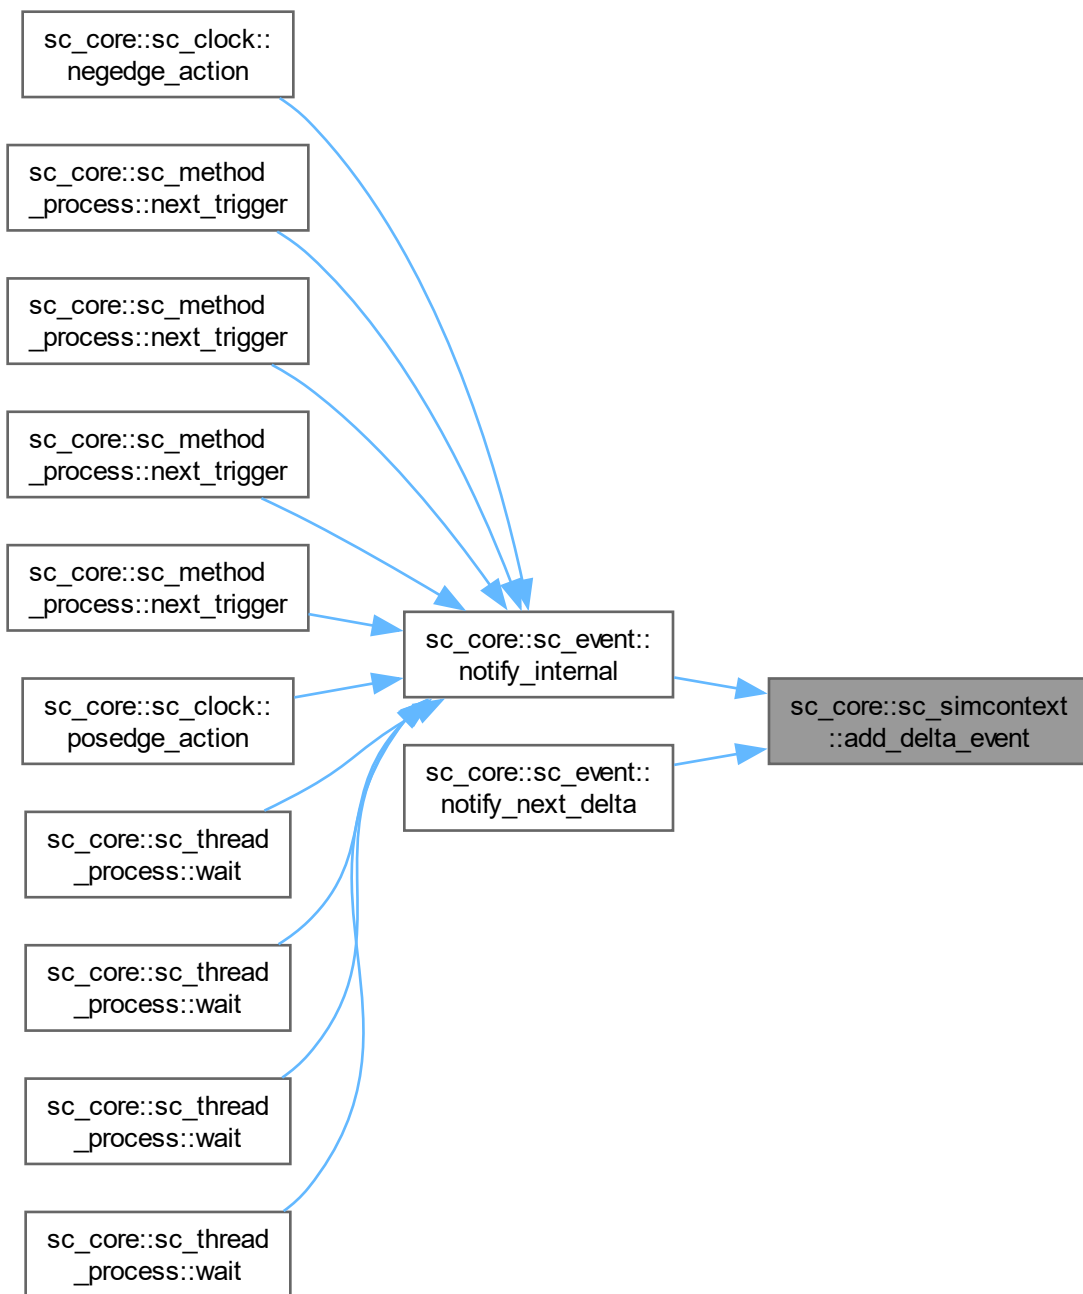 sc_core::sc_clock::
negedge_action
sc_core::sc_method
_process::next_trigger
sc_core::sc_method
_process::next_trigger
sc_core::sc_method
_process::next_trigger
sc_core::sc_method
_process::next_trigger
sc_core::sc_event::
notify_internal
sc_core::sc_simcontext
::add_delta_event
sc_core::sc_clock::
posedge_action
sc_core::sc_event::
notify_next_delta
sc_core::sc_thread
_process::wait
sc_core::sc_thread
_process::wait
sc_core::sc_thread
_process::wait
sc_core::sc_thread
_process::wait